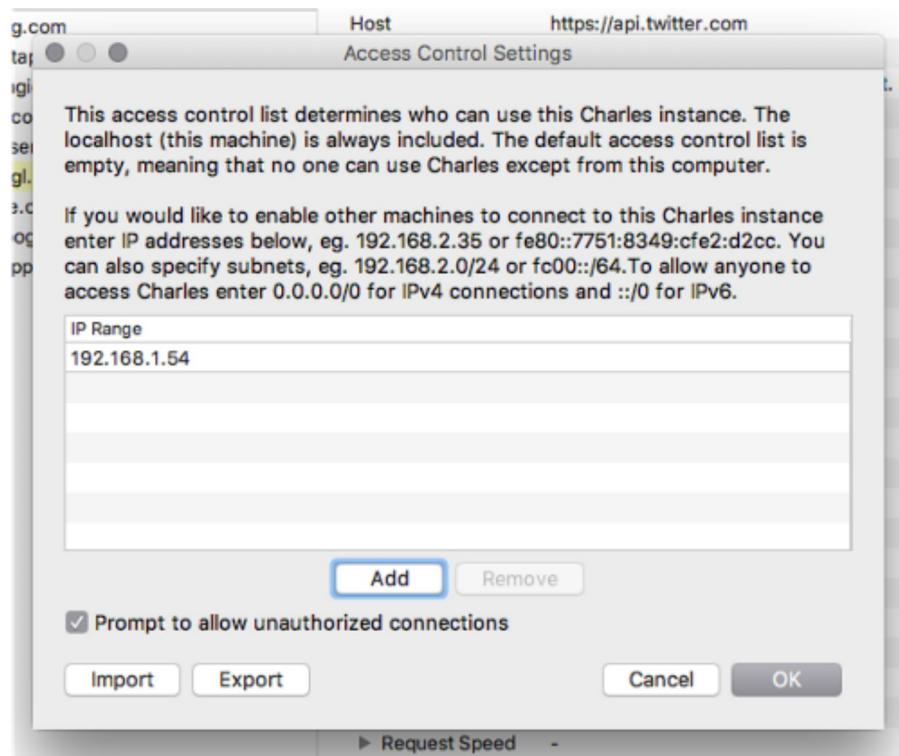 g.com
Host https://api.twitter.com
Access Control Settings
This access control list determines who can use this Charles instance. The
localhost (this machine) is always included. The default access control list is
empty, meaning that no one can use Charles except from this computer.
If you would like to enable other machines to connect to this Charles instance
enter IP addresses below, eg. 192.168.2.35 or fe80::7751:8349:cfe2:d2cc. You
can also specify subnets, eg. 192.168.2.0/24 or fc00::/64.To allow anyone to
access Charles enter 0.0.0.0/0 for IPv4 connections and ::/0 for IPv6.
IP Range
192.168.1.54
Add Remove
Prompt to allow unauthorized connections
Import Export Cancel OK
Request Speed -